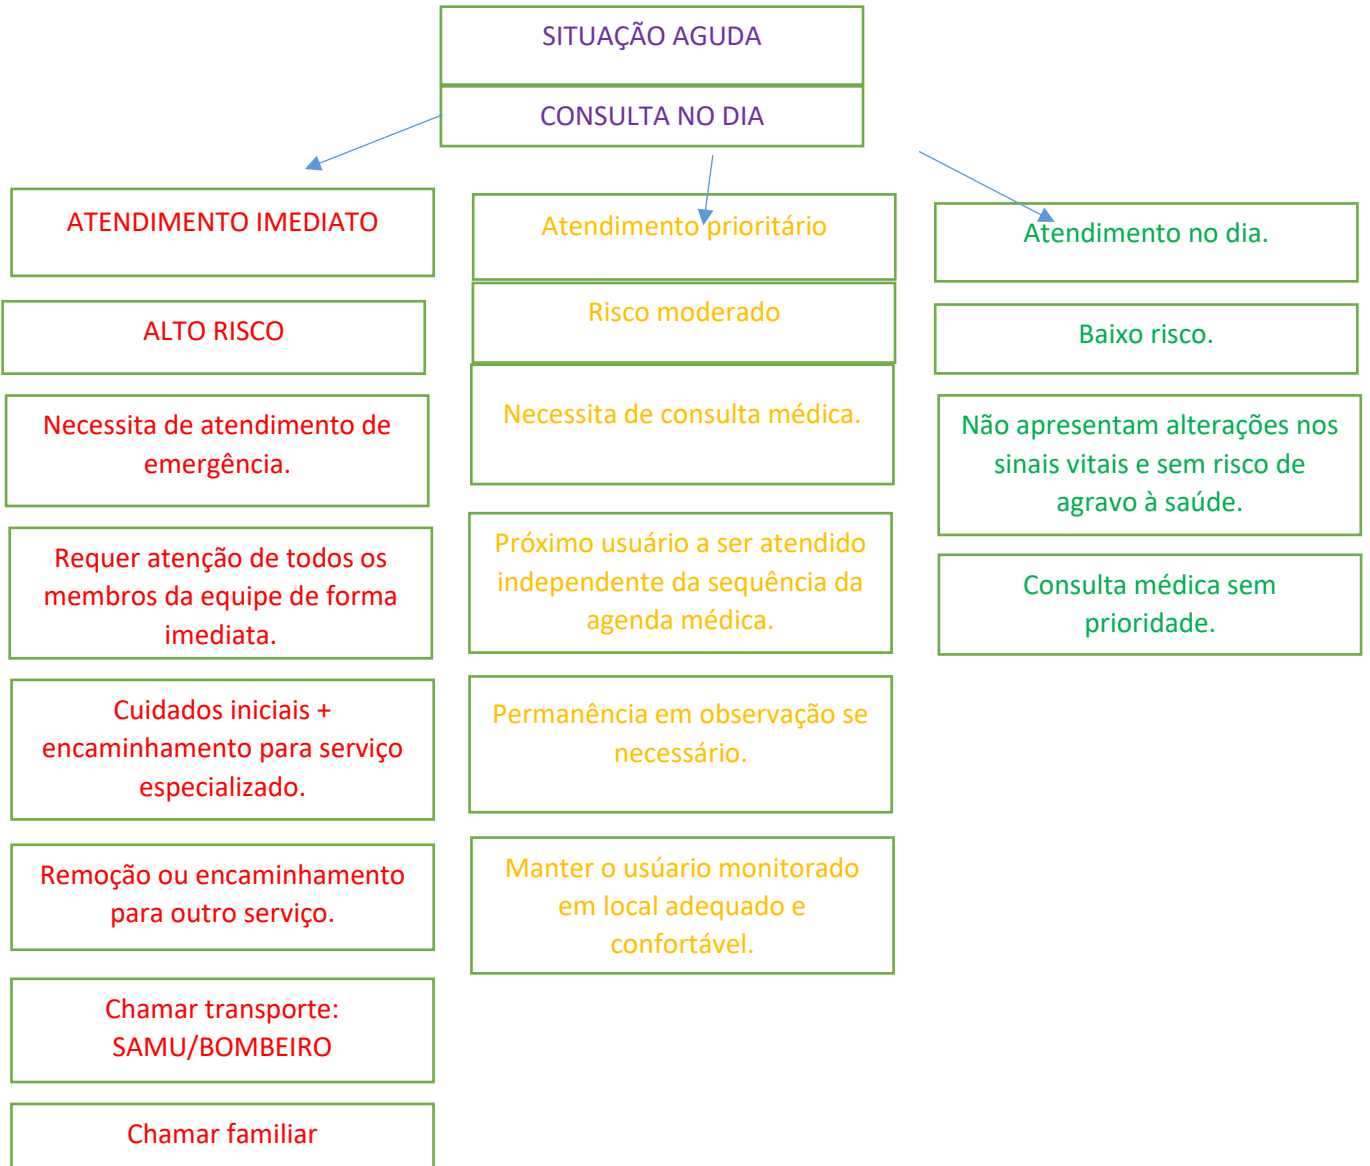 SITUAÇÃO AGUDA
CONSULTA NO DIA
ATENDIMENTO IMEDIATO
ALTO RISCO
Necessita de atendimento de
emergência.
Requer atenção de todos os
membros da equipe de forma
imediata.
Cuidados iniciais +
encaminhamento para serviço
especializado.
Remoção ou encaminhamento
para outro serviço.
Chamar transporte:
SAMU/BOMBEIRO
Chamar familiar
Atendimento prioritário
Risco moderado
Necessita de consulta médica.
Próximo usuário a ser atendido
independente da sequência da
agenda médica.
Permanência em observação se
necessário.
Manter o usúario monitorado
em local adequado e
confortável.
Atendimento no dia.
Baixo risco.
Não apresentam alterações nos
sinais vitais e sem risco de
agravo à saúde.
Consulta médica sem
prioridade.